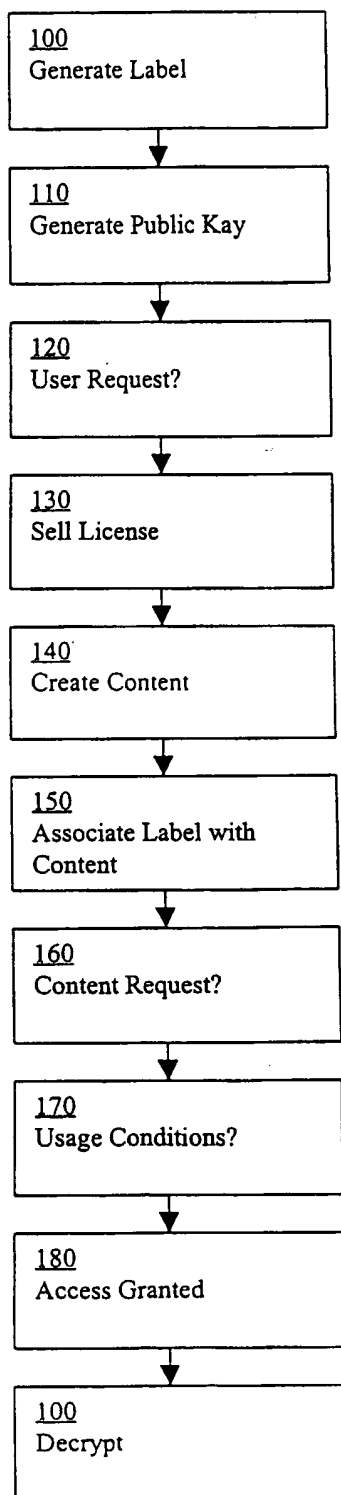 100
Generate Label
110
Generate Public Kay
120
User Request?
130
Sell License
140
Create Content
150
Associate Label with
Content
160
Content Request?
170
Usage Conditions?
180
Access Granted
100
Decrypt